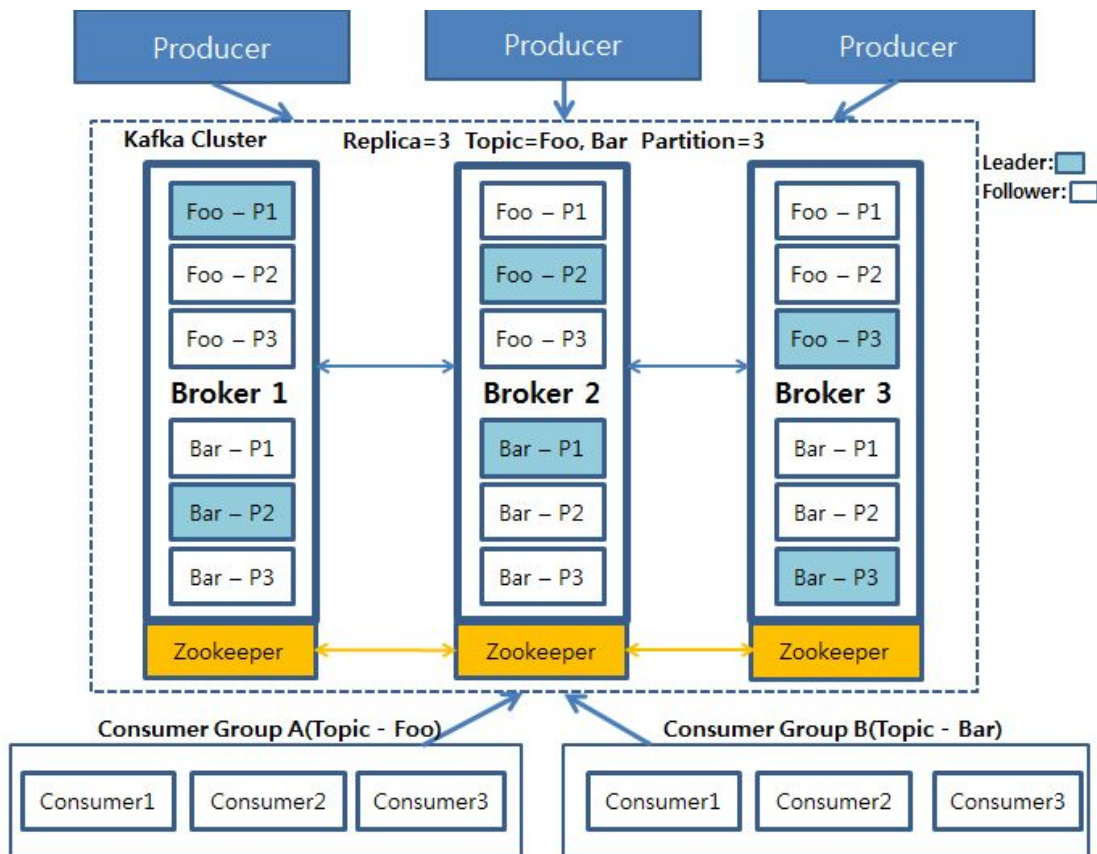 Producer
Producer
Producer
Kafka Cluster
Replica=3 Topic=Foo, Bar Partition=3
Leader:
Follower:
Foo – P1
Foo – P2
Foo – P3
Broker 1
Bar – P1
Bar – P2
Bar – P3
Zookeeper
Foo – P1
Foo – P2
Foo – P3
Broker 2
Bar – P1
Bar – P2
Bar – P3
Zookeeper
Foo – P1
Foo – P2
Foo – P3
Broker 3
Bar – P1
Bar – P2
Bar – P3
Zookeeper
Consumer Group A(Topic - Foo)
Consumer1
Consumer2
Consumer3
Consumer Group B(Topic - Bar)
Consumer1
Consumer2
Consumer3